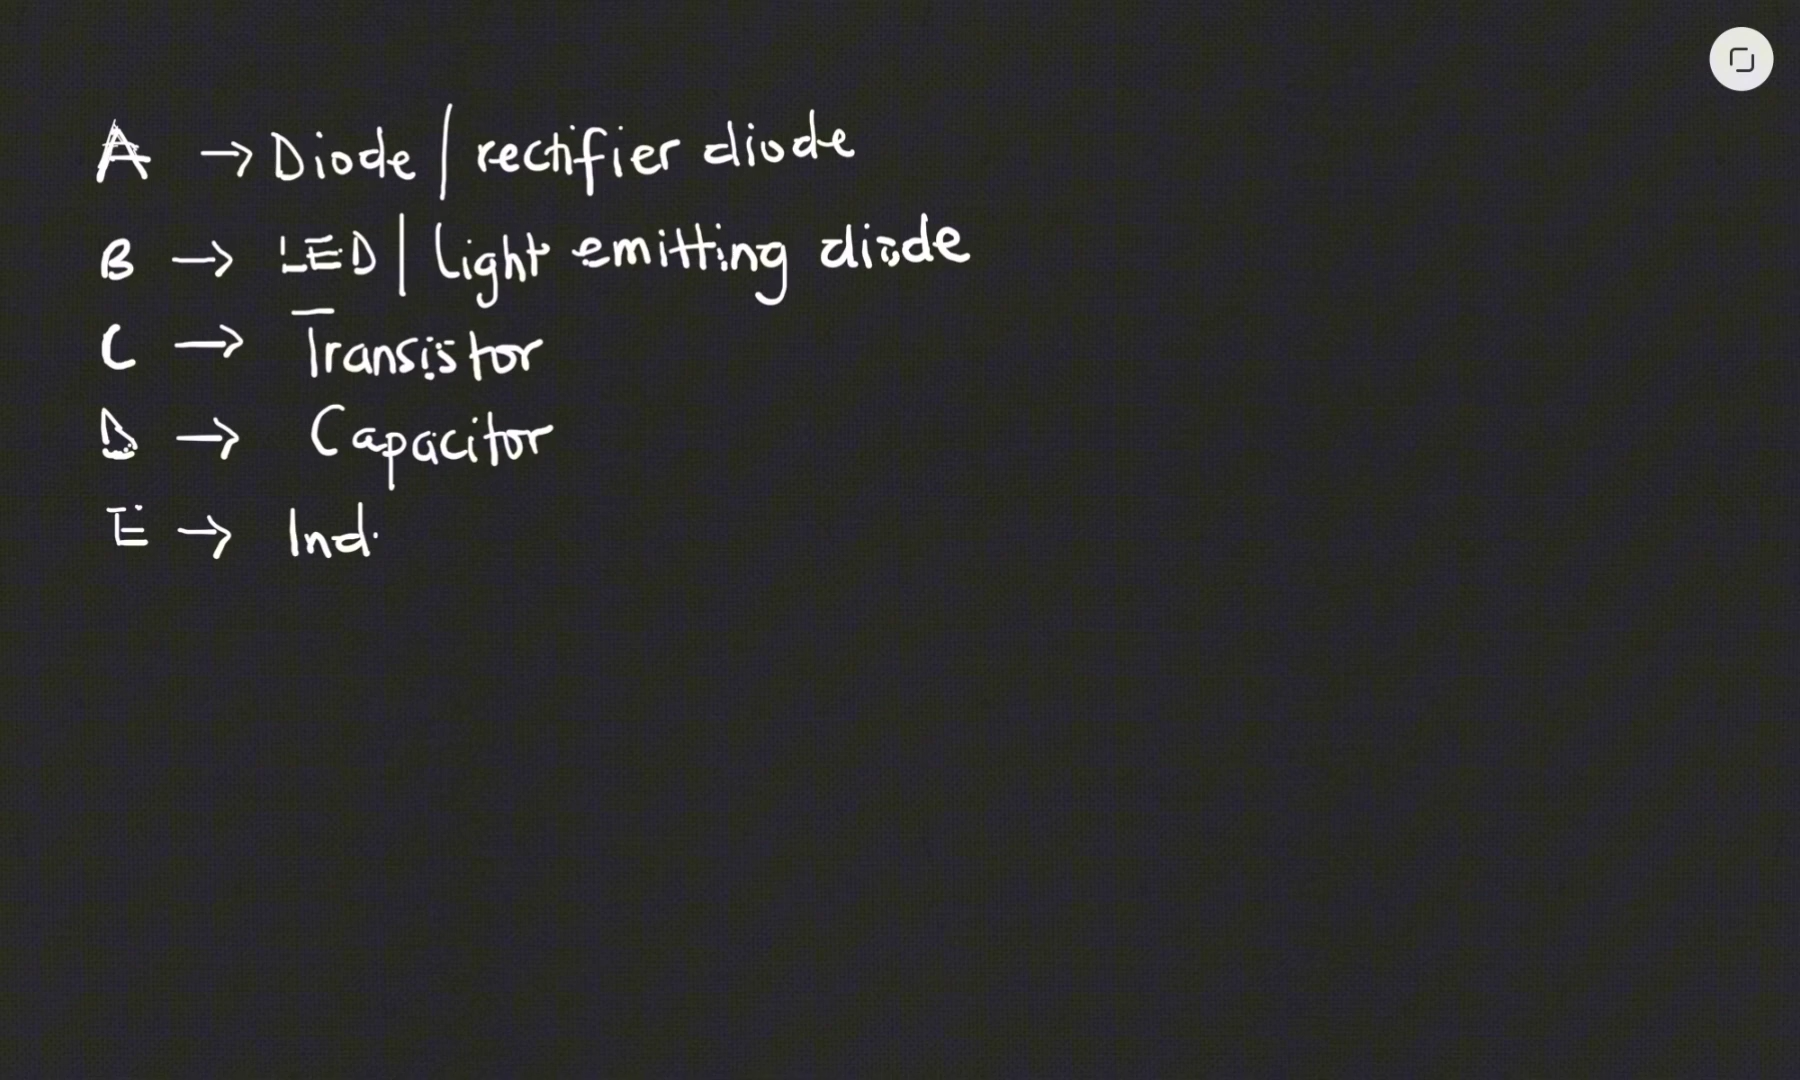 A → Diode / rectifier diode
B → LED | Light emitting diode
C → Transistor
D → Capacitor
E → Ind